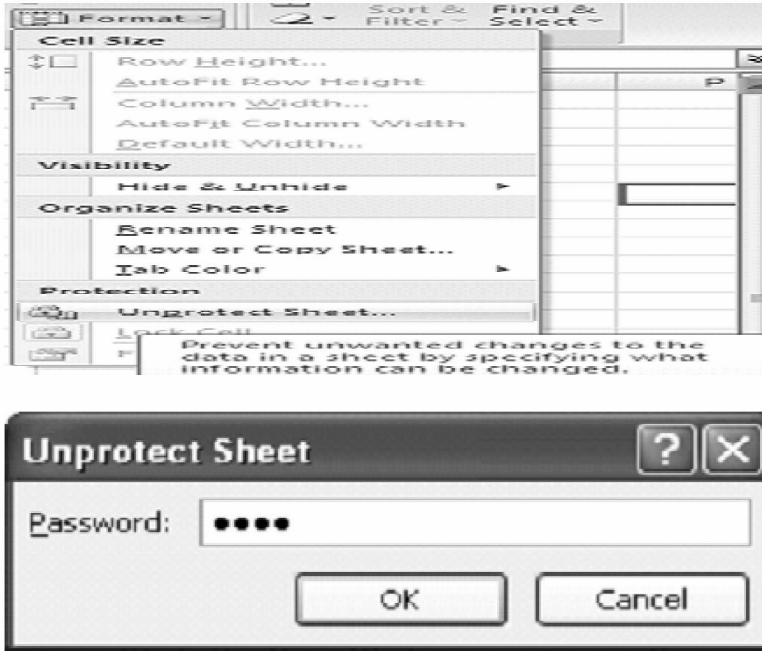 Format
Sort & Find &
Filter Select
Cell Size
Row Height...
AutoFit Row Height
P
Column Width...
AutoFit Column Width
Default Width...
Visibility
Hide & Unhide
Organize Sheets
Rename Sheet
Move or Copy Sheet...
Tab Color
Protection
Unprotect Sheet...
Lock Cell
Prevent unwanted changes to the
data in a sheet by specifying what
information can be changed.
Unprotect Sheet
Password: ••••
OK Cancel